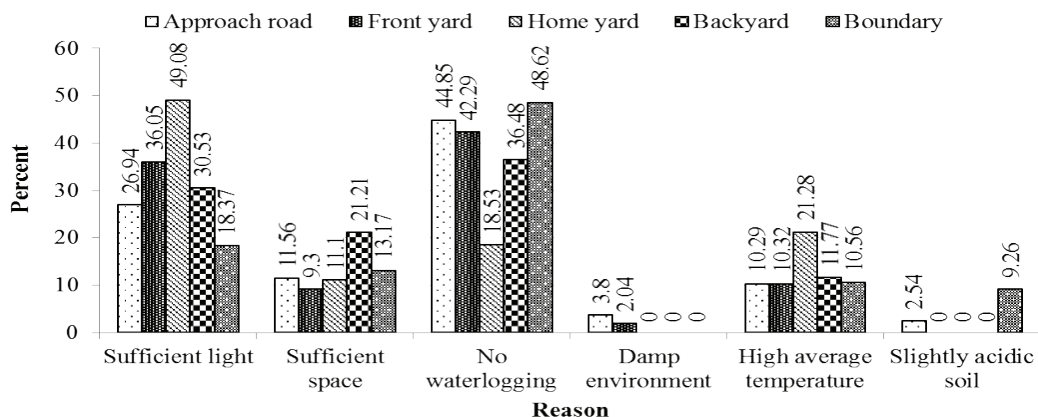 Approach road Front yard Home yard Backyard Boundary
60
50
40
30
20
10
0
Percent
26.94 36.05 49.08 30.53 18.37
11.56 9.3 11.1 21.21 13.17
44.85 42.29 18.53 36.48 48.62
3.8 2.04 0 0 0
10.29 10.32 21.28 11.77 10.56
2.54 0 0 0 9.26
Sufficient light
Sufficient
space
No
waterlogging
Damp
environment
High average
temperature
Slightly acidic
soil
Reason